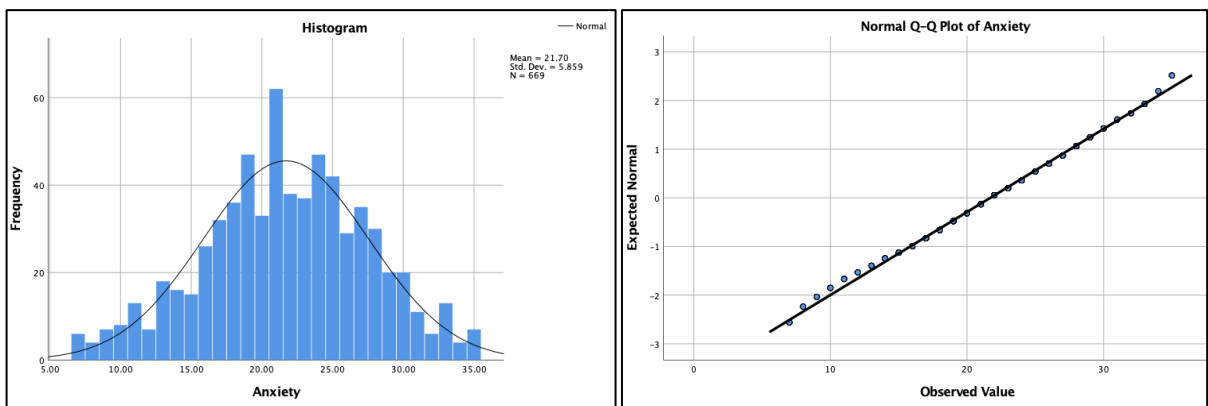 Histogram
Normal
Mean = 21.70
Std. Dev. = 5.859
N = 669
Frequency
60
40
20
0
5.00 10.00 15.00 20.00 25.00 30.00 35.00
Anxiety
Normal Q-Q Plot of Anxiety
Expected Normal
3
2
1
0
-1
-2
-3
0 10 20 30
Observed Value